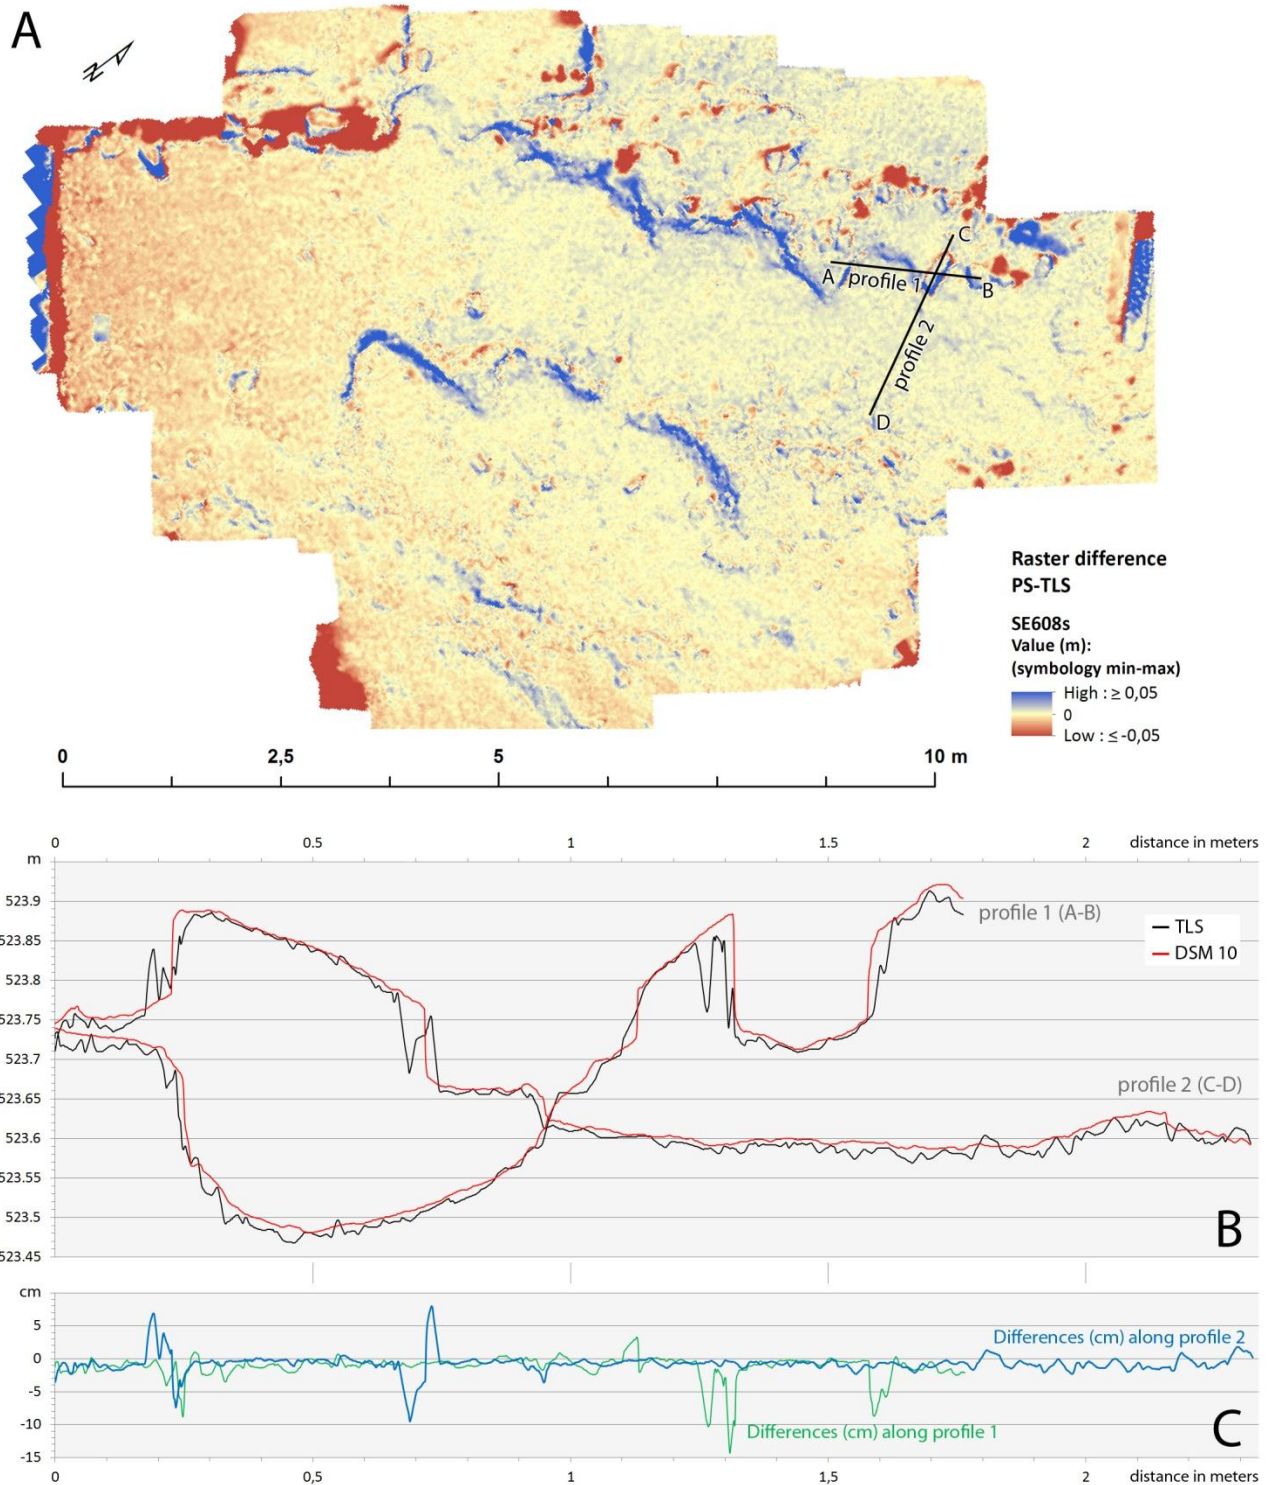 A
N
C
A
profile 1
B
profile 2
D
Raster difference
PS-TLS
SE608s
Value (m):
(symbology min-max)
High : ≥ 0,05
0
Low : ≤ -0,05
0 2,5 5 10 m
0 0.5 1 1.5 2 distance in meters
m
523.9
profile 1 (A-B)
TLS
523.85
DSM 10
523.8
523.75
523.7
profile 2 (C-D)
523.65
523.6
523.55
523.5
B
523.45
cm
5
Differences (cm) along profile 2
0
-5
-10
Differences (cm) along profile 1
C
-15
0 0,5 1 1,5 2 distance in meters